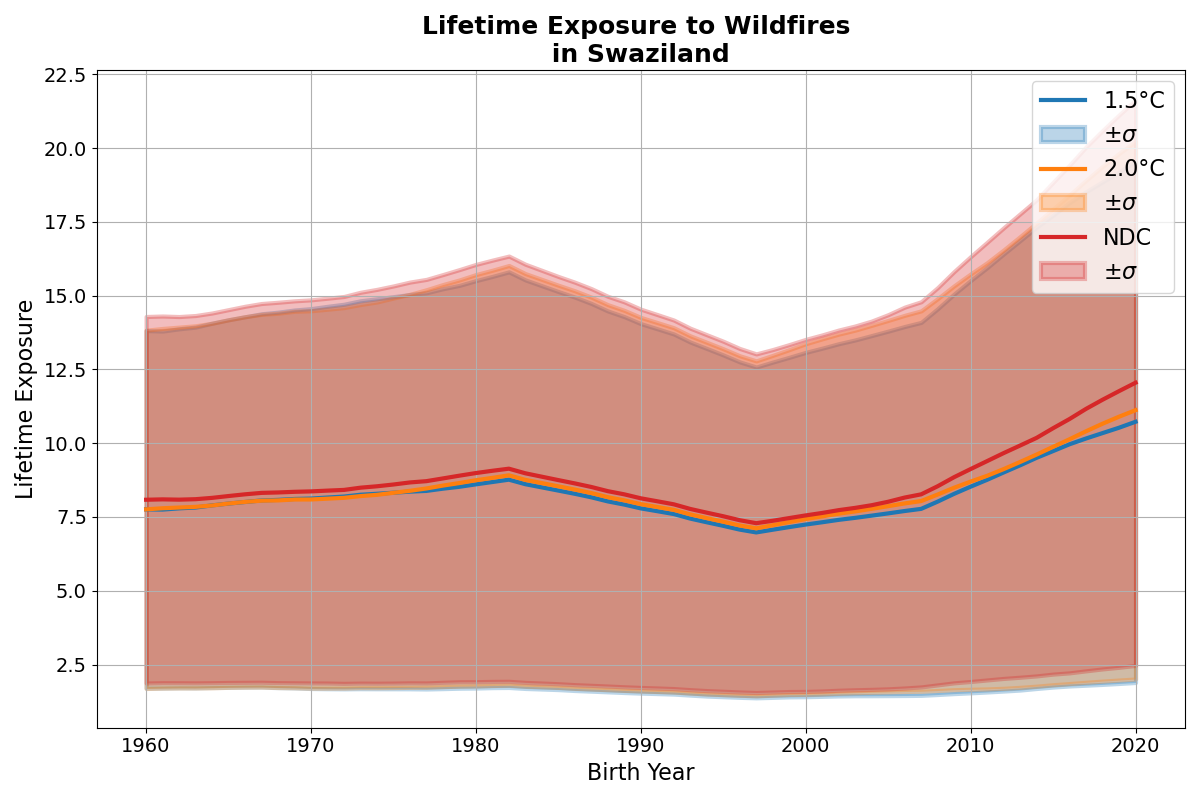 Lifetime Exposure to Wildfires
in Swaziland
22.5
20.0
17.5
15.0
12.5
10.0
7.5
5.0
2.5
Lifetime Exposure
1.5°C
±σ
2.0°C
±σ
NDC
±σ
1960
1970
1980
1990
2000
2010
2020
Birth Year